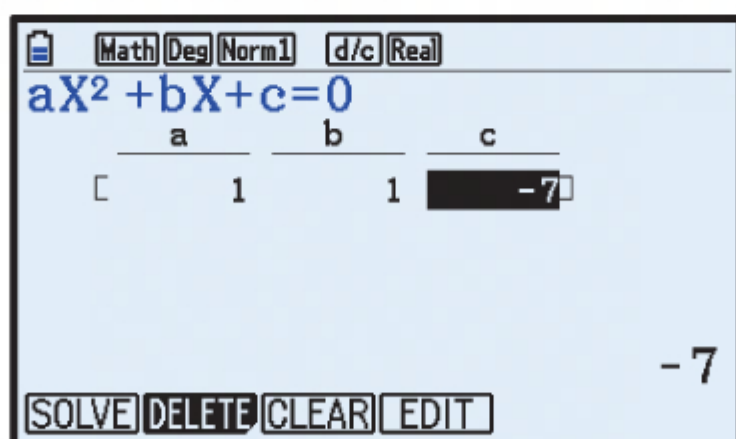 Math Deg Norm1 d/c Real
aX² +bX+c=0
a b c
[ 1 1 -7 ]
-7
SOLVE DELETE CLEAR EDIT